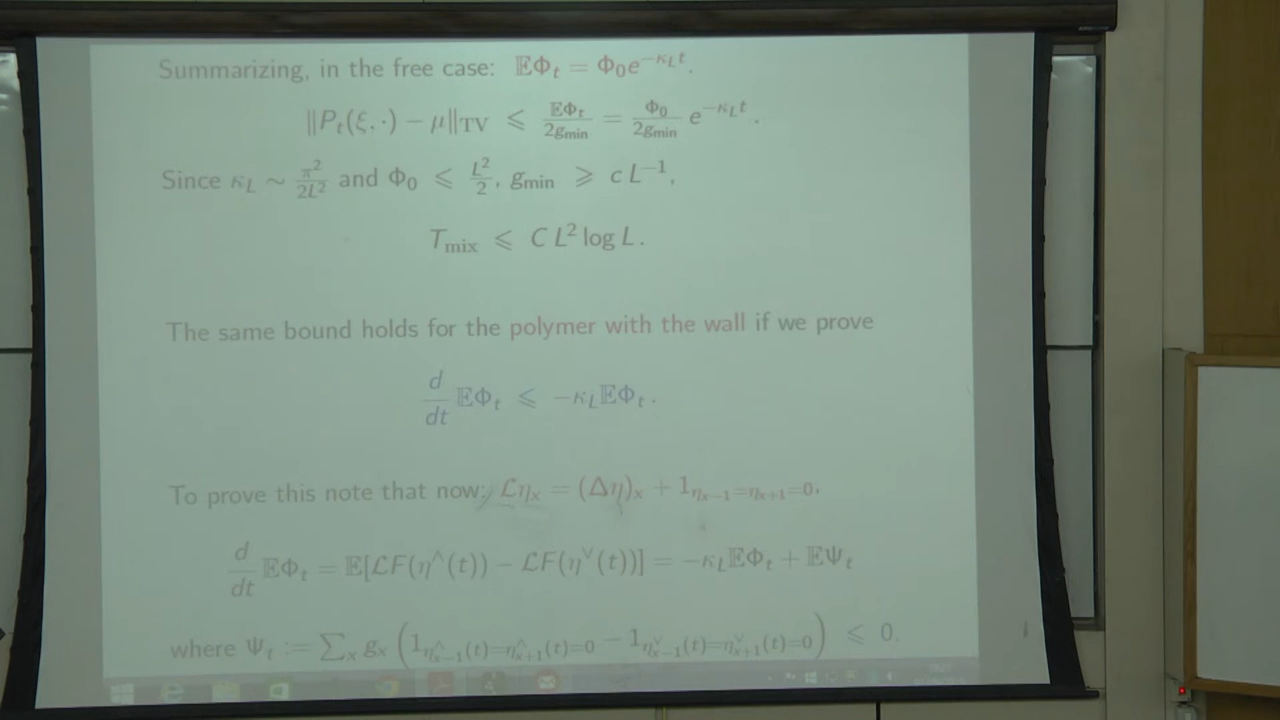 Summarizing, in the free case: 𝔼Φ_t = Φ_0 e^{−κ_L t}.
‖P_t(ξ, ·) − μ‖_TV ⩽ 𝔼Φ_t / 2g_min = Φ_0 / 2g_min e^{−κ_L t}.
Since κ_L ∼ π² / 2L² and Φ_0 ⩽ L² / 2, g_min ⩾ c L^{−1},
T_mix ⩽ C L² log L.
The same bound holds for the polymer with the wall if we prove
d/dt 𝔼Φ_t ⩽ −κ_L 𝔼Φ_t.
To prove this note that now: ℒη_x = (Δη)_x + 1_{η_{x−1}=η_{x+1}=0}.
d/dt 𝔼Φ_t = 𝔼[ℒF(η^∧(t)) − ℒF(η^∨(t))] = −κ_L 𝔼Φ_t + 𝔼Ψ_t
where Ψ_t := ∑_x g_x (1_{η^∧_{x−1}(t)=η^∧_{x+1}(t)=0} − 1_{η^∨_{x−1}(t)=η^∨_{x+1}(t)=0}) ⩽ 0.